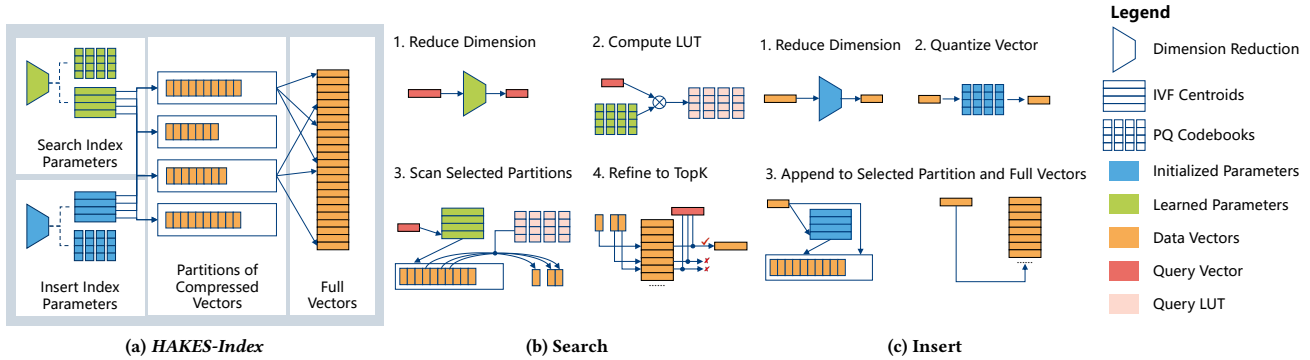 Search Index
Parameters
Insert Index
Parameters
Partitions of
Compressed
Vectors
Full
Vectors
(a) HAKES-Index
1. Reduce Dimension
2. Compute LUT
3. Scan Selected Partitions
4. Refine to TopK
......
(b) Search
1. Reduce Dimension
2. Quantize Vector
3. Append to Selected Partition and Full Vectors
......
(c) Insert
Legend
Dimension Reduction
IVF Centroids
PQ Codebooks
Initialized Parameters
Learned Parameters
Data Vectors
Query Vector
Query LUT